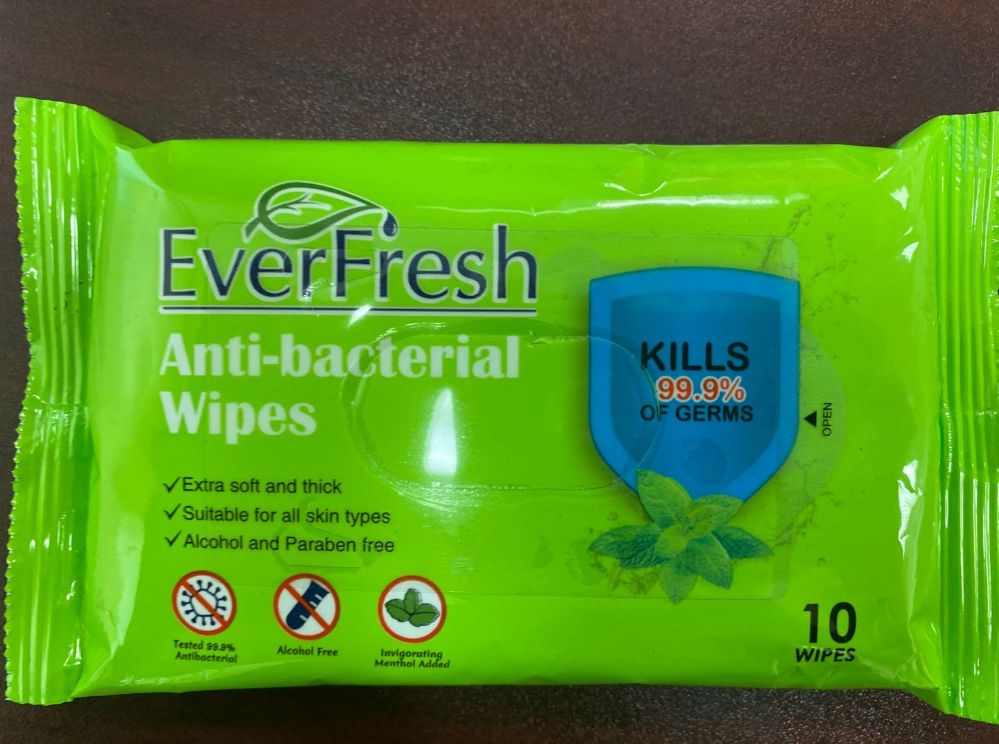 EverFresh
Anti-bacterial
Wipes
✓Extra soft and thick
✓Suitable for all skin types
✓Alcohol and Paraben free
KILLS
99.9%
OF GERMS
OPEN
Tested 99.9%
Antibacterial
Alcohol Free
Invigorating
Menthol Added
10
WIPES